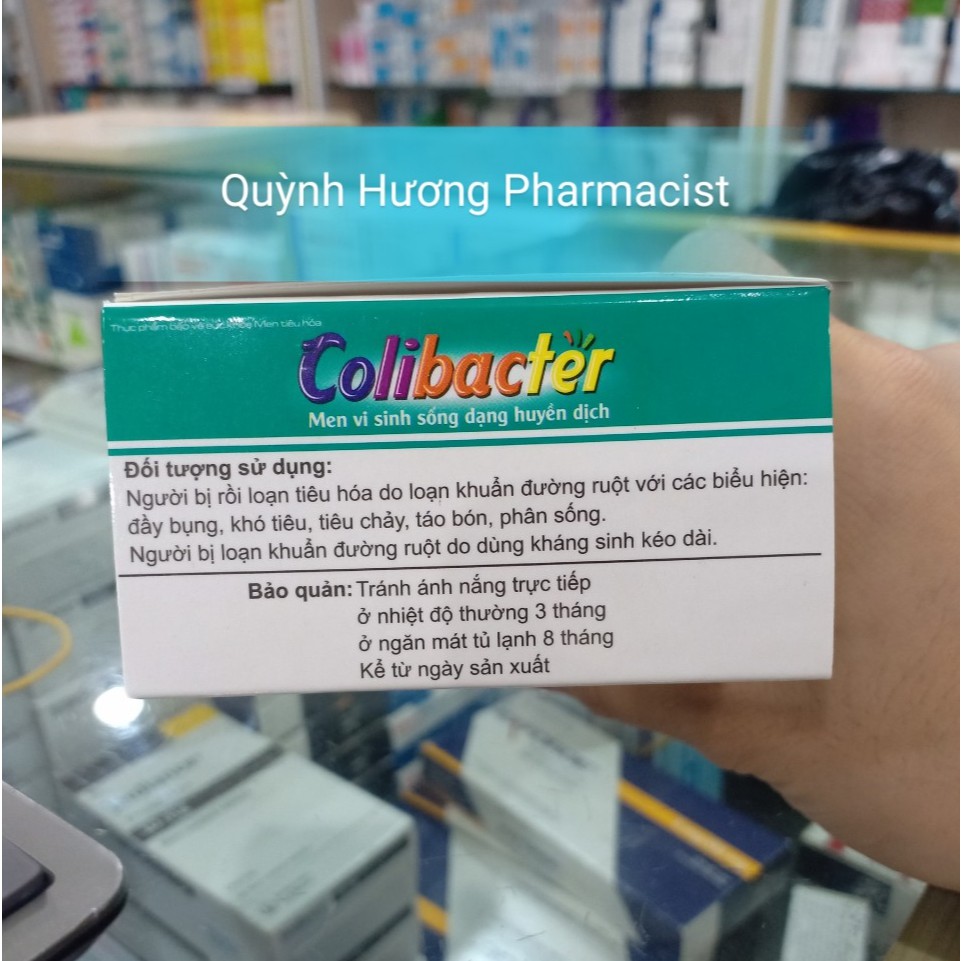 Quỳnh Hương Pharmacist
Thực phẩm bảo vệ sức khỏe Men tiêu hóa
Colibacter
Men vi sinh sống dạng huyền dịch
Đối tượng sử dụng:
Người bị rồi loạn tiêu hóa do loạn khuẩn đường ruột với các biểu hiện:
đầy bụng, khó tiêu, tiêu chảy, táo bón, phân sống.
Người bị loạn khuẩn đường ruột do dùng kháng sinh kéo dài.
Bảo quản: Tránh ánh nắng trực tiếp
ở nhiệt độ thường 3 tháng
ở ngăn mát tủ lạnh 8 tháng
Kể từ ngày sản xuất